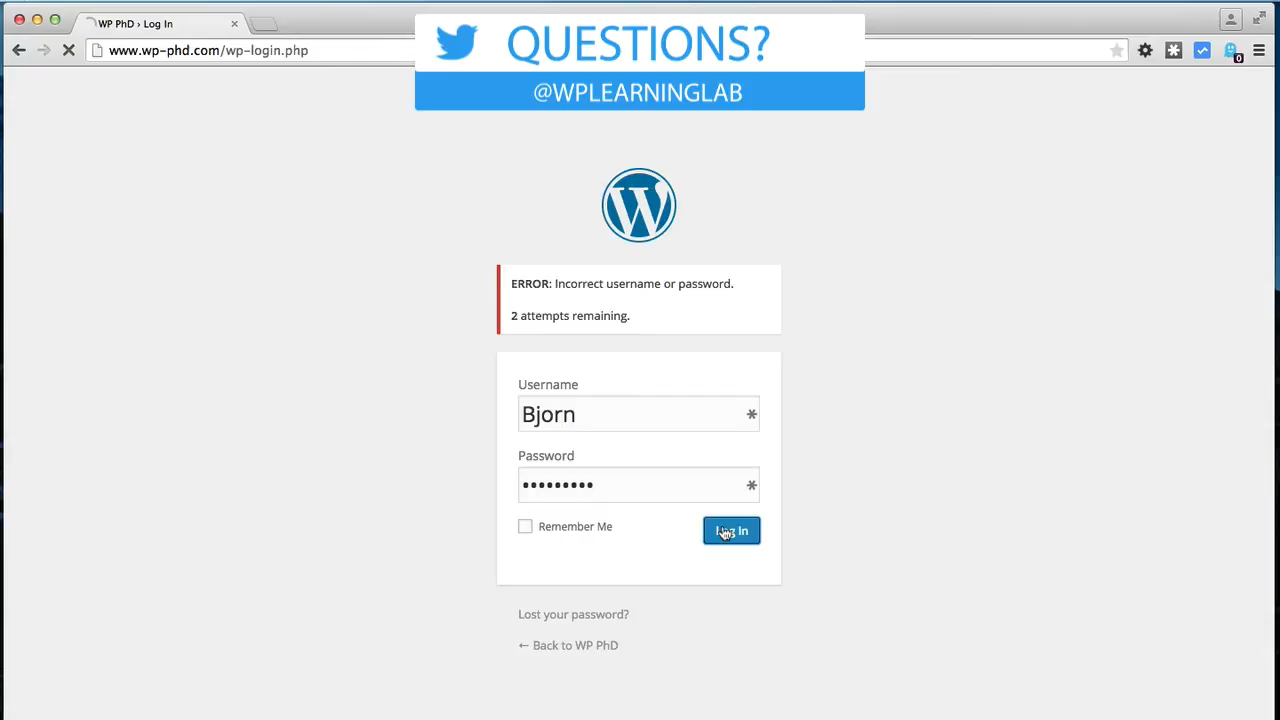 WP PhD › Log In
www.wp-phd.com/wp-login.php
0
QUESTIONS?
@WPLEARNINGLAB
ERROR: Incorrect username or password.
2 attempts remaining.
Username
Bjorn
Password
Remember Me
Log In
Lost your password?
← Back to WP PhD